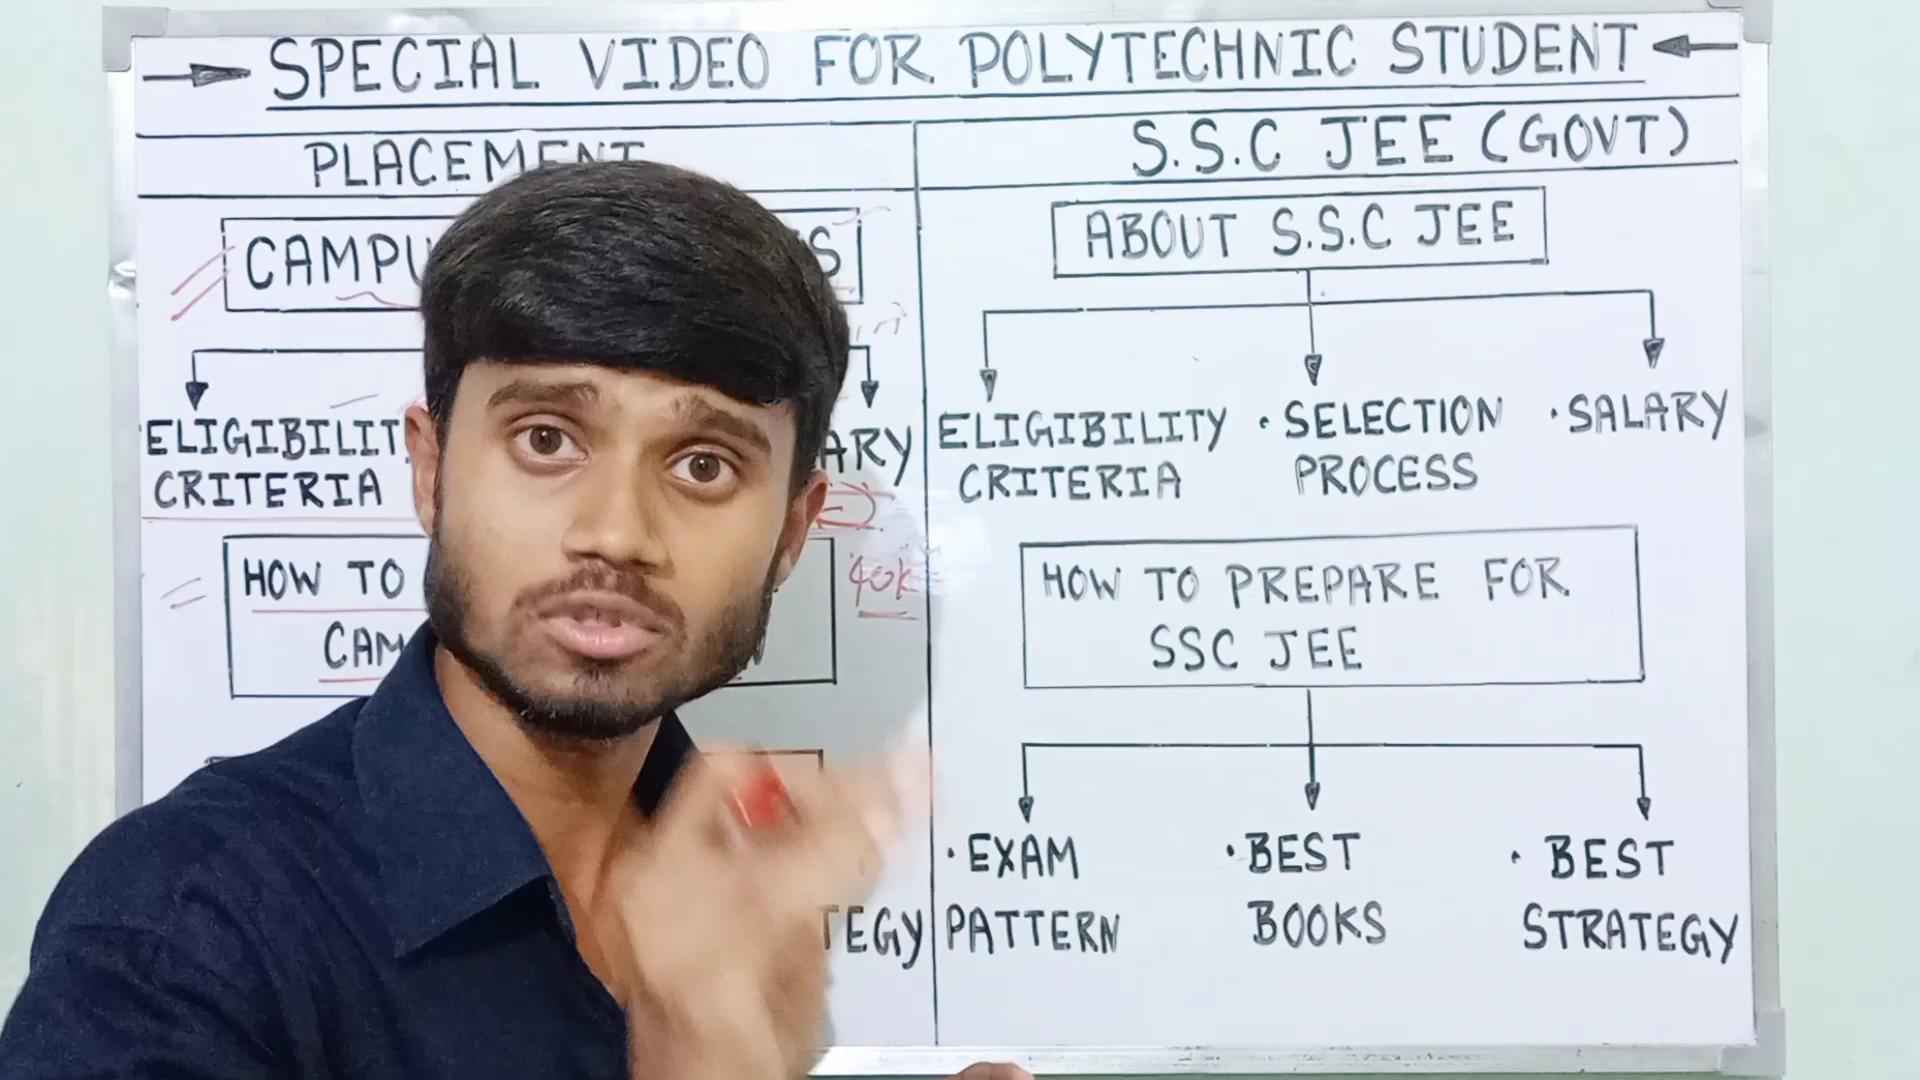 SPECIAL VIDEO FOR POLYTECHNIC STUDENT
PLACEMENT
CAMPU
S
ELIGIBILIT
CRITERIA
ARY
40K
HOW TO
CAM
TEGY
S.S.C JEE (GOVT)
ABOUT S.S.C JEE
ELIGIBILITY
CRITERIA
• SELECTION
PROCESS
• SALARY
HOW TO PREPARE FOR
SSC JEE
• EXAM
PATTERN
• BEST
BOOKS
• BEST
STRATEGY